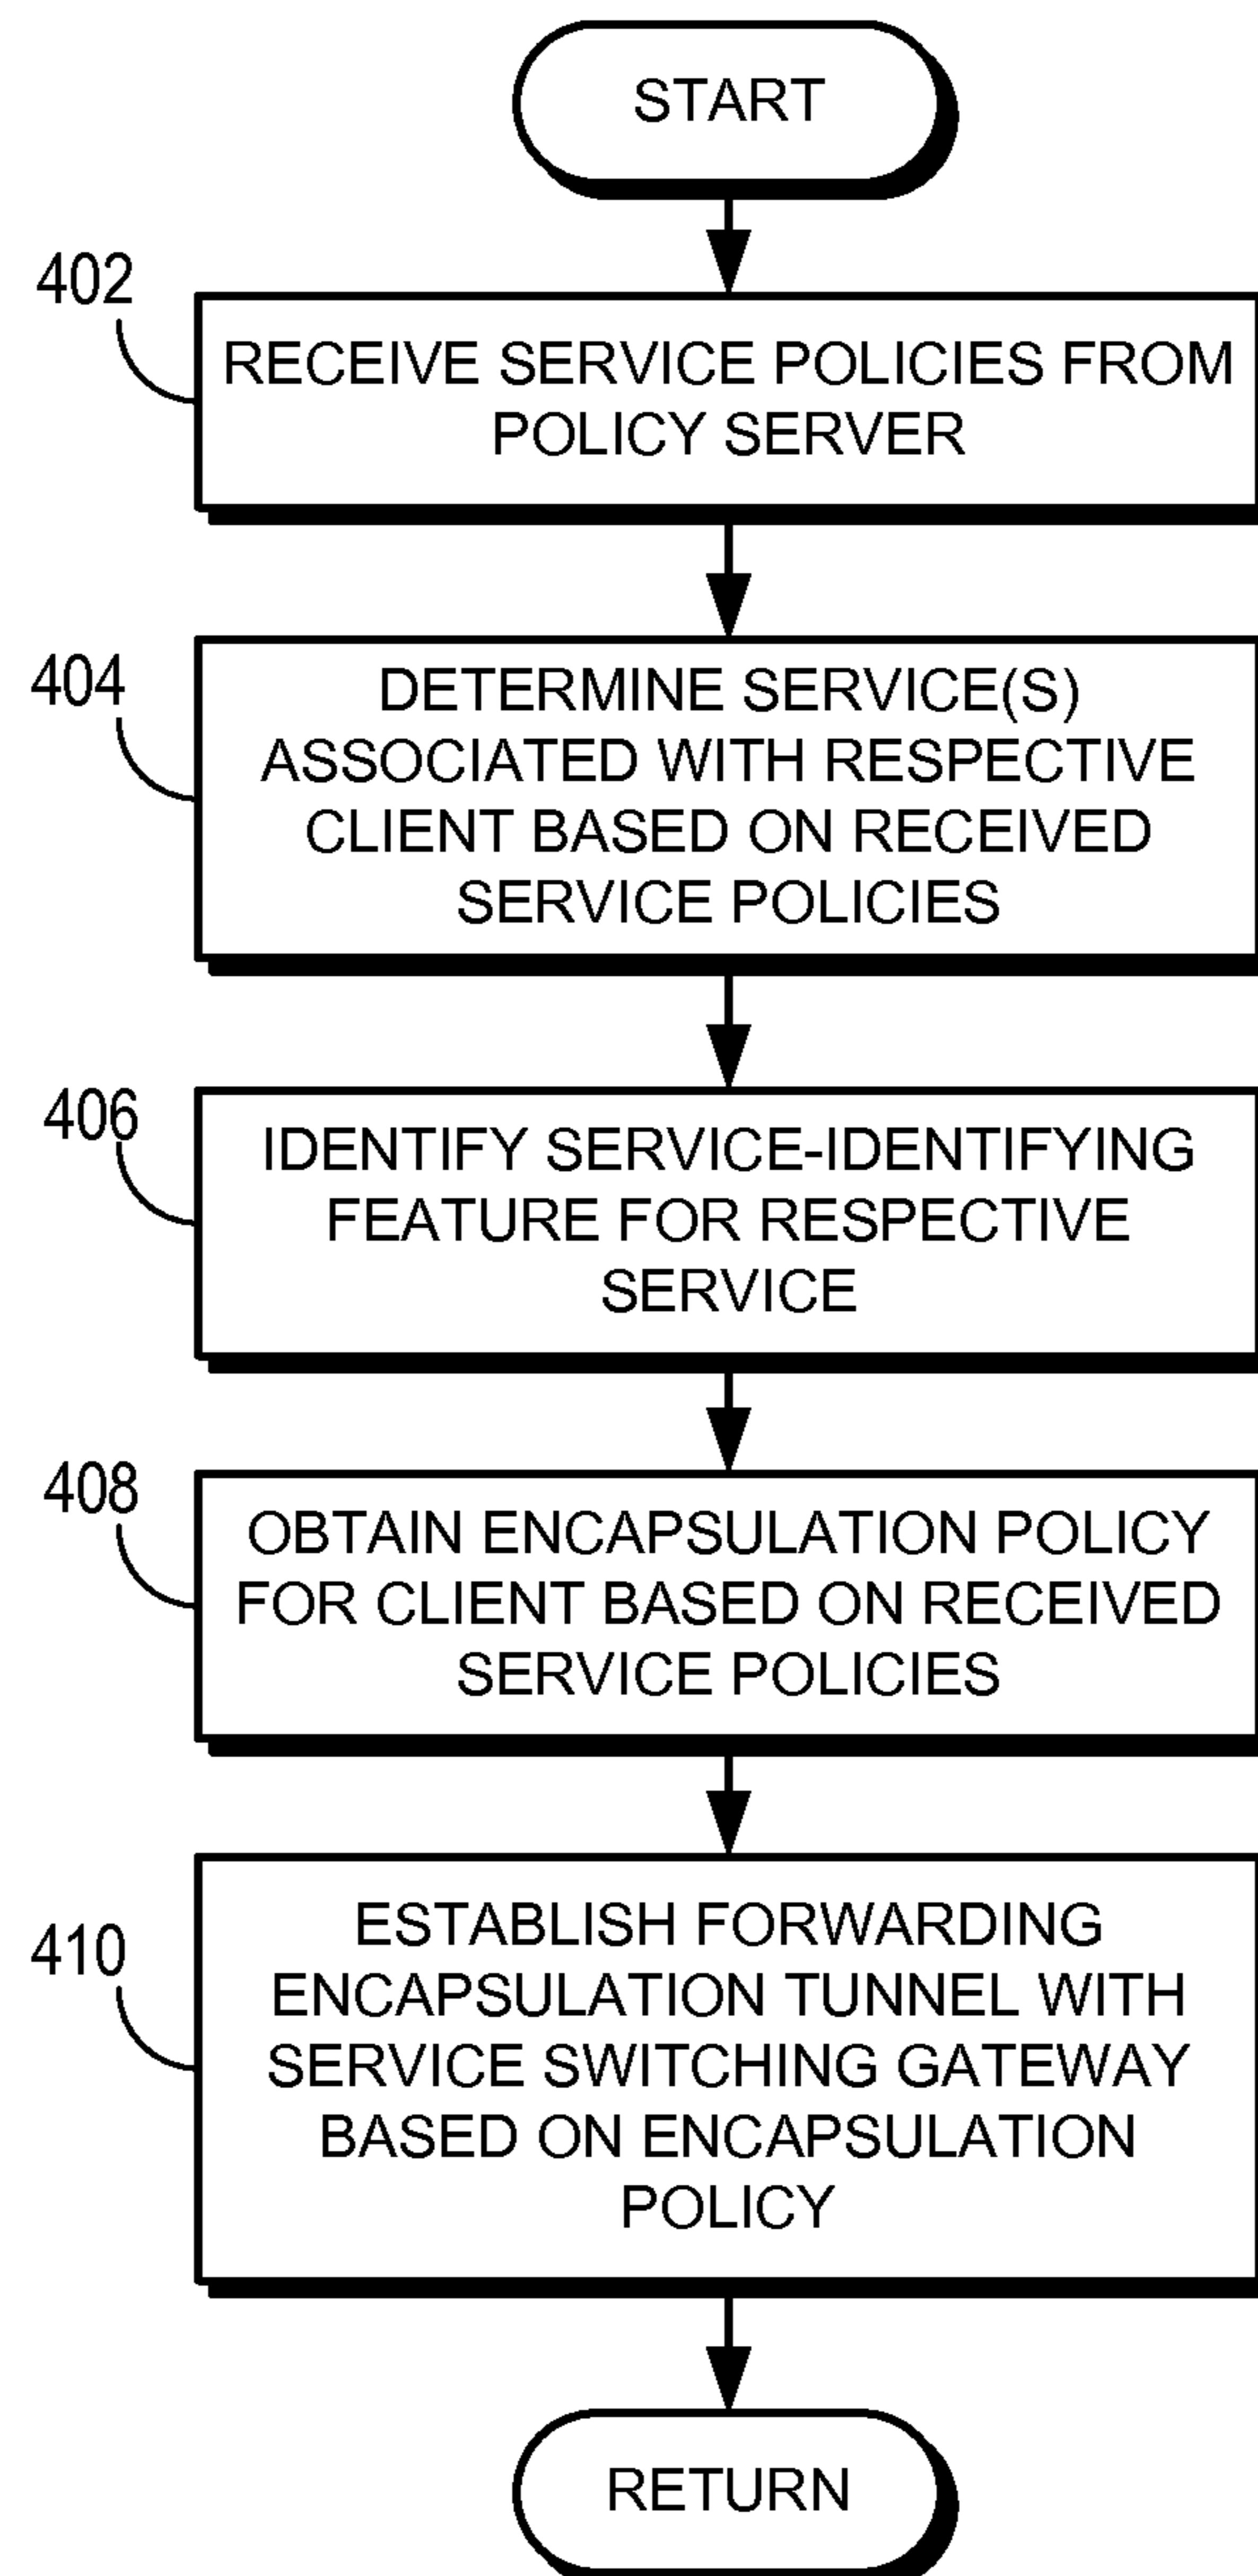 START
402
RECEIVE SERVICE POLICIES FROM
POLICY SERVER
404
DETERMINE SERVICE(S)
ASSOCIATED WITH RESPECTIVE
CLIENT BASED ON RECEIVED
SERVICE POLICIES
406
IDENTIFY SERVICE-IDENTIFYING
FEATURE FOR RESPECTIVE
SERVICE
408
OBTAIN ENCAPSULATION POLICY
FOR CLIENT BASED ON RECEIVED
SERVICE POLICIES
410
ESTABLISH FORWARDING
ENCAPSULATION TUNNEL WITH
SERVICE SWITCHING GATEWAY
BASED ON ENCAPSULATION
POLICY
RETURN